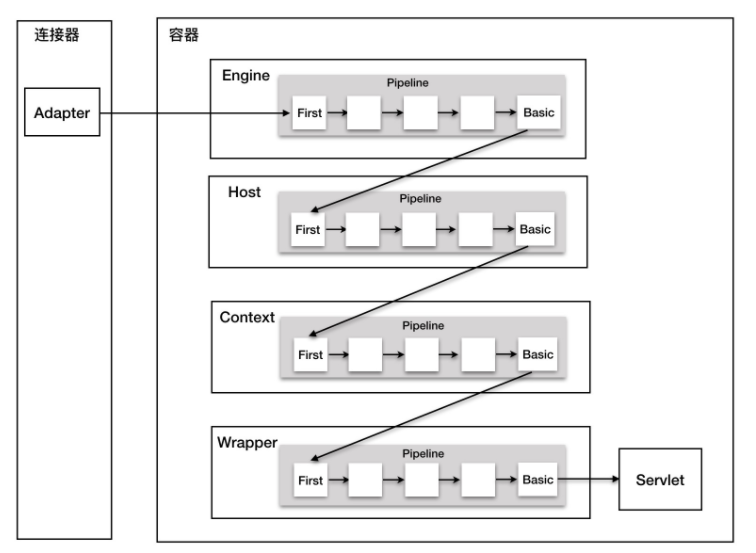 连接器
容器
Engine
Pipeline
Adapter
First
Basic
Host
Pipeline
First
Basic
Context
Pipeline
First
Basic
Wrapper
Pipeline
First
Basic
Servlet